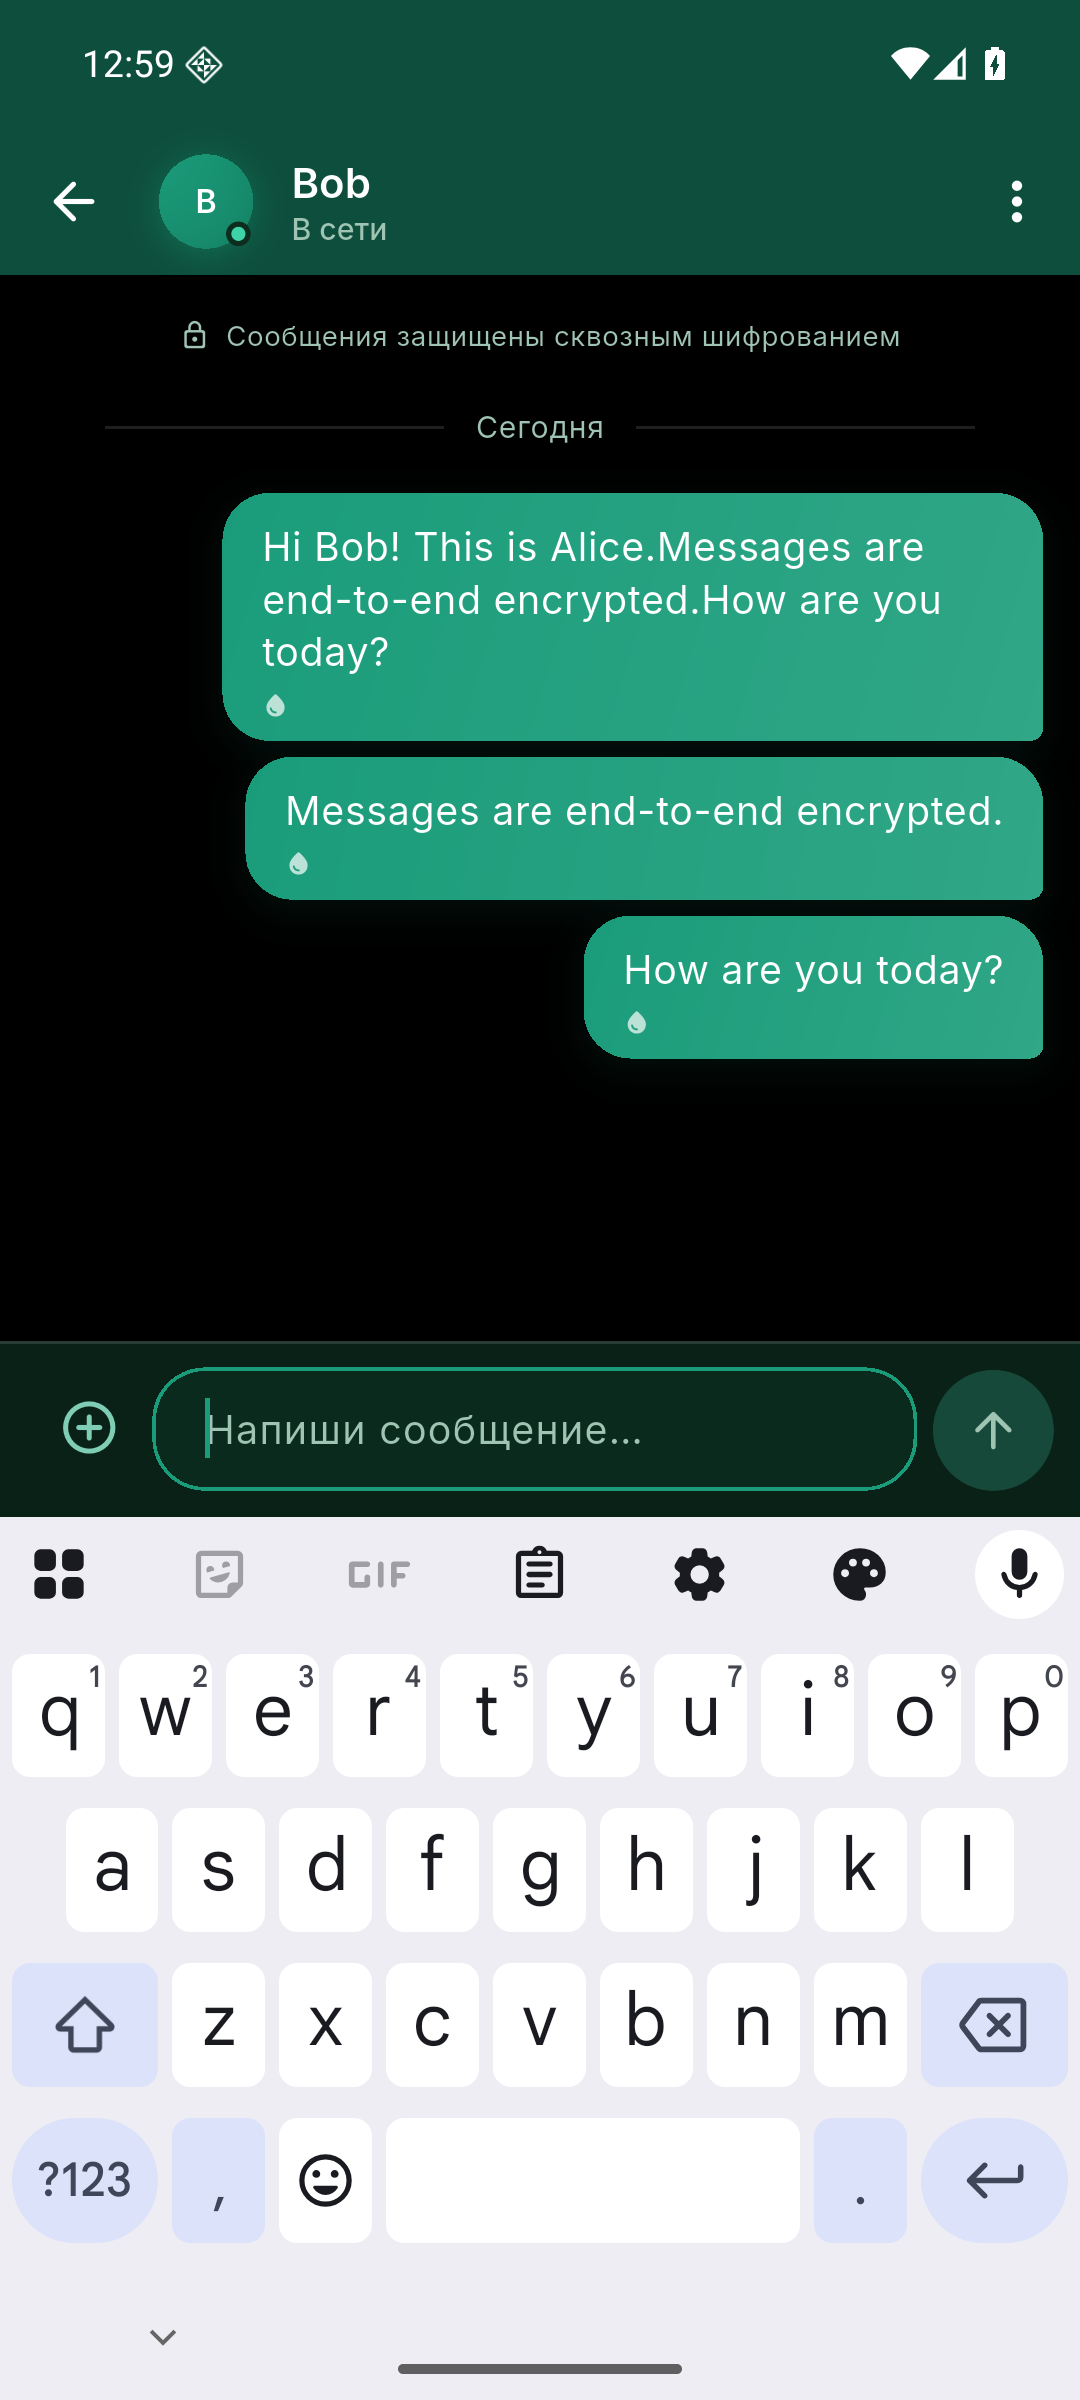 12:59
B
Bob
В сети
Сообщения защищены сквозным шифрованием
Сегодня
Hi Bob! This is Alice.Messages are
end-to-end encrypted.How are you
today?
Messages are end-to-end encrypted.
How are you today?
Напиши сообщение...
GIF
q 1 w 2 e 3 r 4 t 5 y 6 u 7 i 8 o 9 p 0
a s d f g h j k l
z x c v b n m
?123 , .